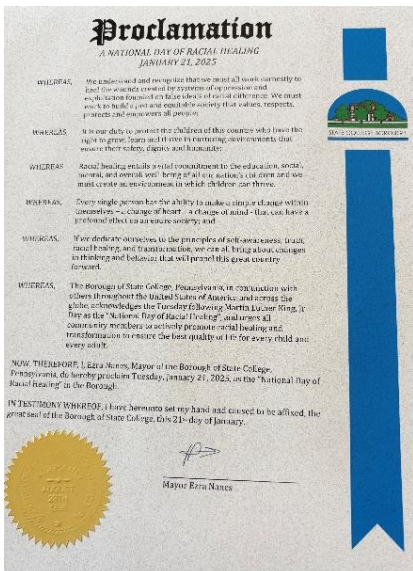 Proclamation
A NATIONAL DAY OF RACIAL HEALING
JANUARY 21, 2025
WHEREAS, We understand and recognize that we must all work earnestly to
heal the wounds created by systems of oppression and
exploitation founded on false ideas of racial difference. We must
work to build a just and equitable society that values, respects,
protects and empowers all people;
WHEREAS, It is our duty to protect the children of this country who have the
right to grow, learn and thrive in nurturing environments that
ensure their safety, dignity and humanity;
WHEREAS, Racial healing entails a vital commitment to the education, social,
mental, and overall well being of all our nation's children and we
must create an environment in which children can thrive.
WHEREAS, Every single person has the ability to make a simple change within
themselves – a change of heart – a change of mind – that can have a
profound effect on an entire society; and
WHEREAS, If we dedicate ourselves to the principles of self-awareness, truth,
racial healing, and transformation, we can all, bring about changes
in thinking and behavior that will propel this great country
forward.
WHEREAS, The Borough of State College, Pennsylvania, in conjunction with
others throughout the United States of America and across the
globe, acknowledges the Tuesday following Martin Luther King, Jr
Day as the "National Day of Racial Healing", and urges all
community members to actively promote racial healing and
transformation to ensure the best quality of life for every child and
every adult.
NOW, THEREFORE, I, Ezra Nanes, Mayor of the Borough of State College,
Pennsylvania, do hereby proclaim Tuesday, January 21, 2025, as the "National Day of
Racial Healing" in the Borough.
IN TESTIMONY WHEREOF, I have hereunto set my hand and caused to be affixed, the
great seal of the Borough of State College, this 21st day of January.
Mayor Ezra Nanes
STATE COLLEGE BOROUGH